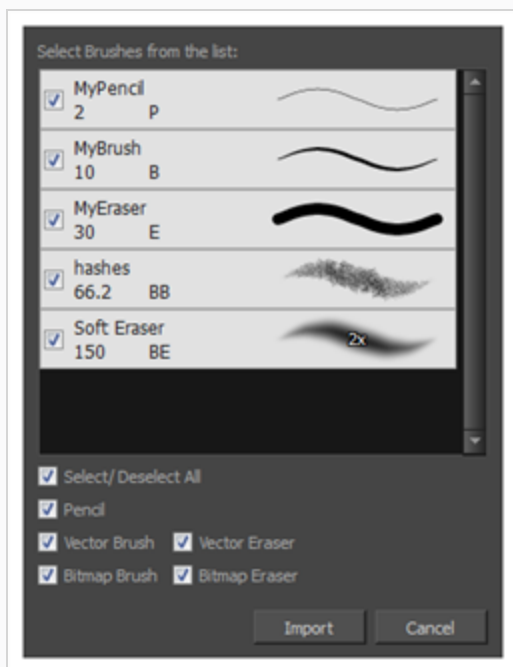 Select Brushes from the list:
MyPencil
2 P
MyBrush
10 B
MyEraser
30 E
hashes
66.2 BB
Soft Eraser
150 BE
2x
Select/ Deselect All
Pencil
Vector Brush Vector Eraser
Bitmap Brush Bitmap Eraser
Import Cancel